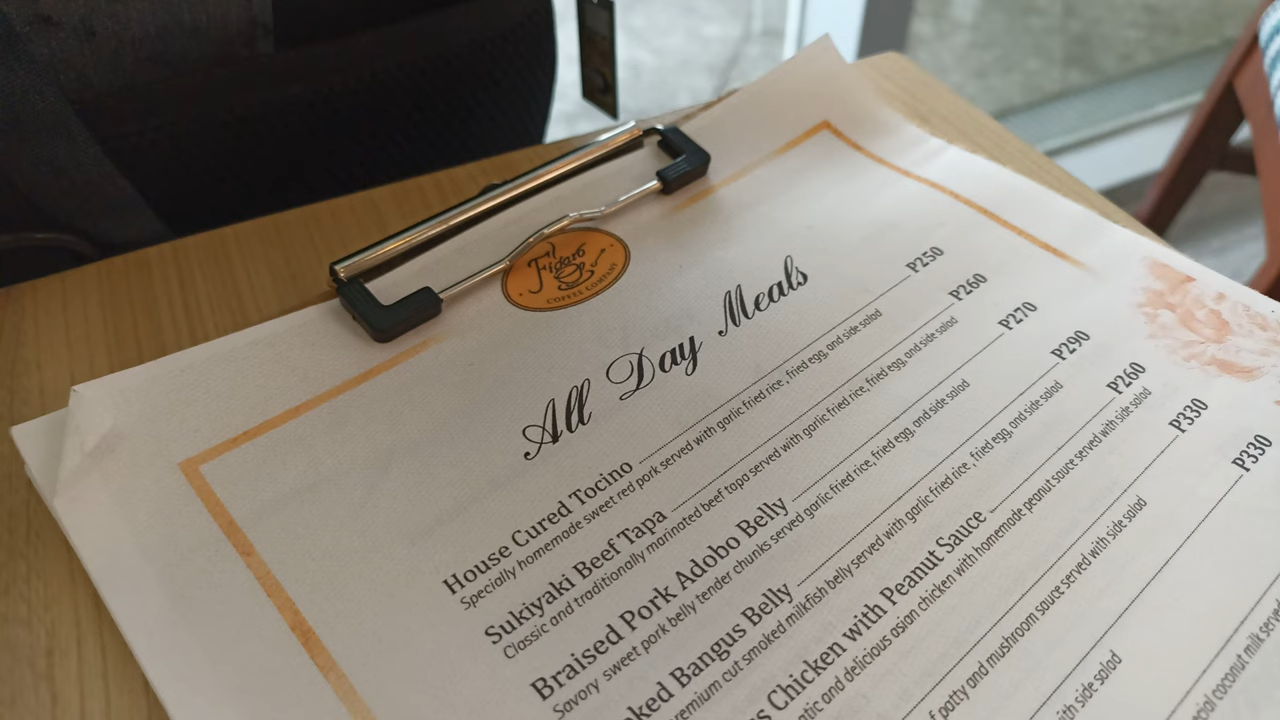 Figaro
COFFEE COMPANY
All Day Meals
House Cured Tocino P250
Specially homemade sweet red pork served with garlic fried rice, fried egg, and side salad
Sukiyaki Beef Tapa P260
Classic and traditionally marinated beef tapa served with garlic fried rice, fried egg, and side salad
Braised Pork Adobo Belly P270
Savory sweet pork belly tender chunks served garlic fried rice, fried egg, and side salad
ked Bangus Belly P290
remium cut smoked milkfish belly served with garlic fried rice , fried egg, and side salad
s Chicken with Peanut Sauce P260
tic and delicious asian chicken with homemade peanut sauce served with side salad
P330
f patty and mushroom sauce served with side salad
P330
with side salad
cial coconut milk serve